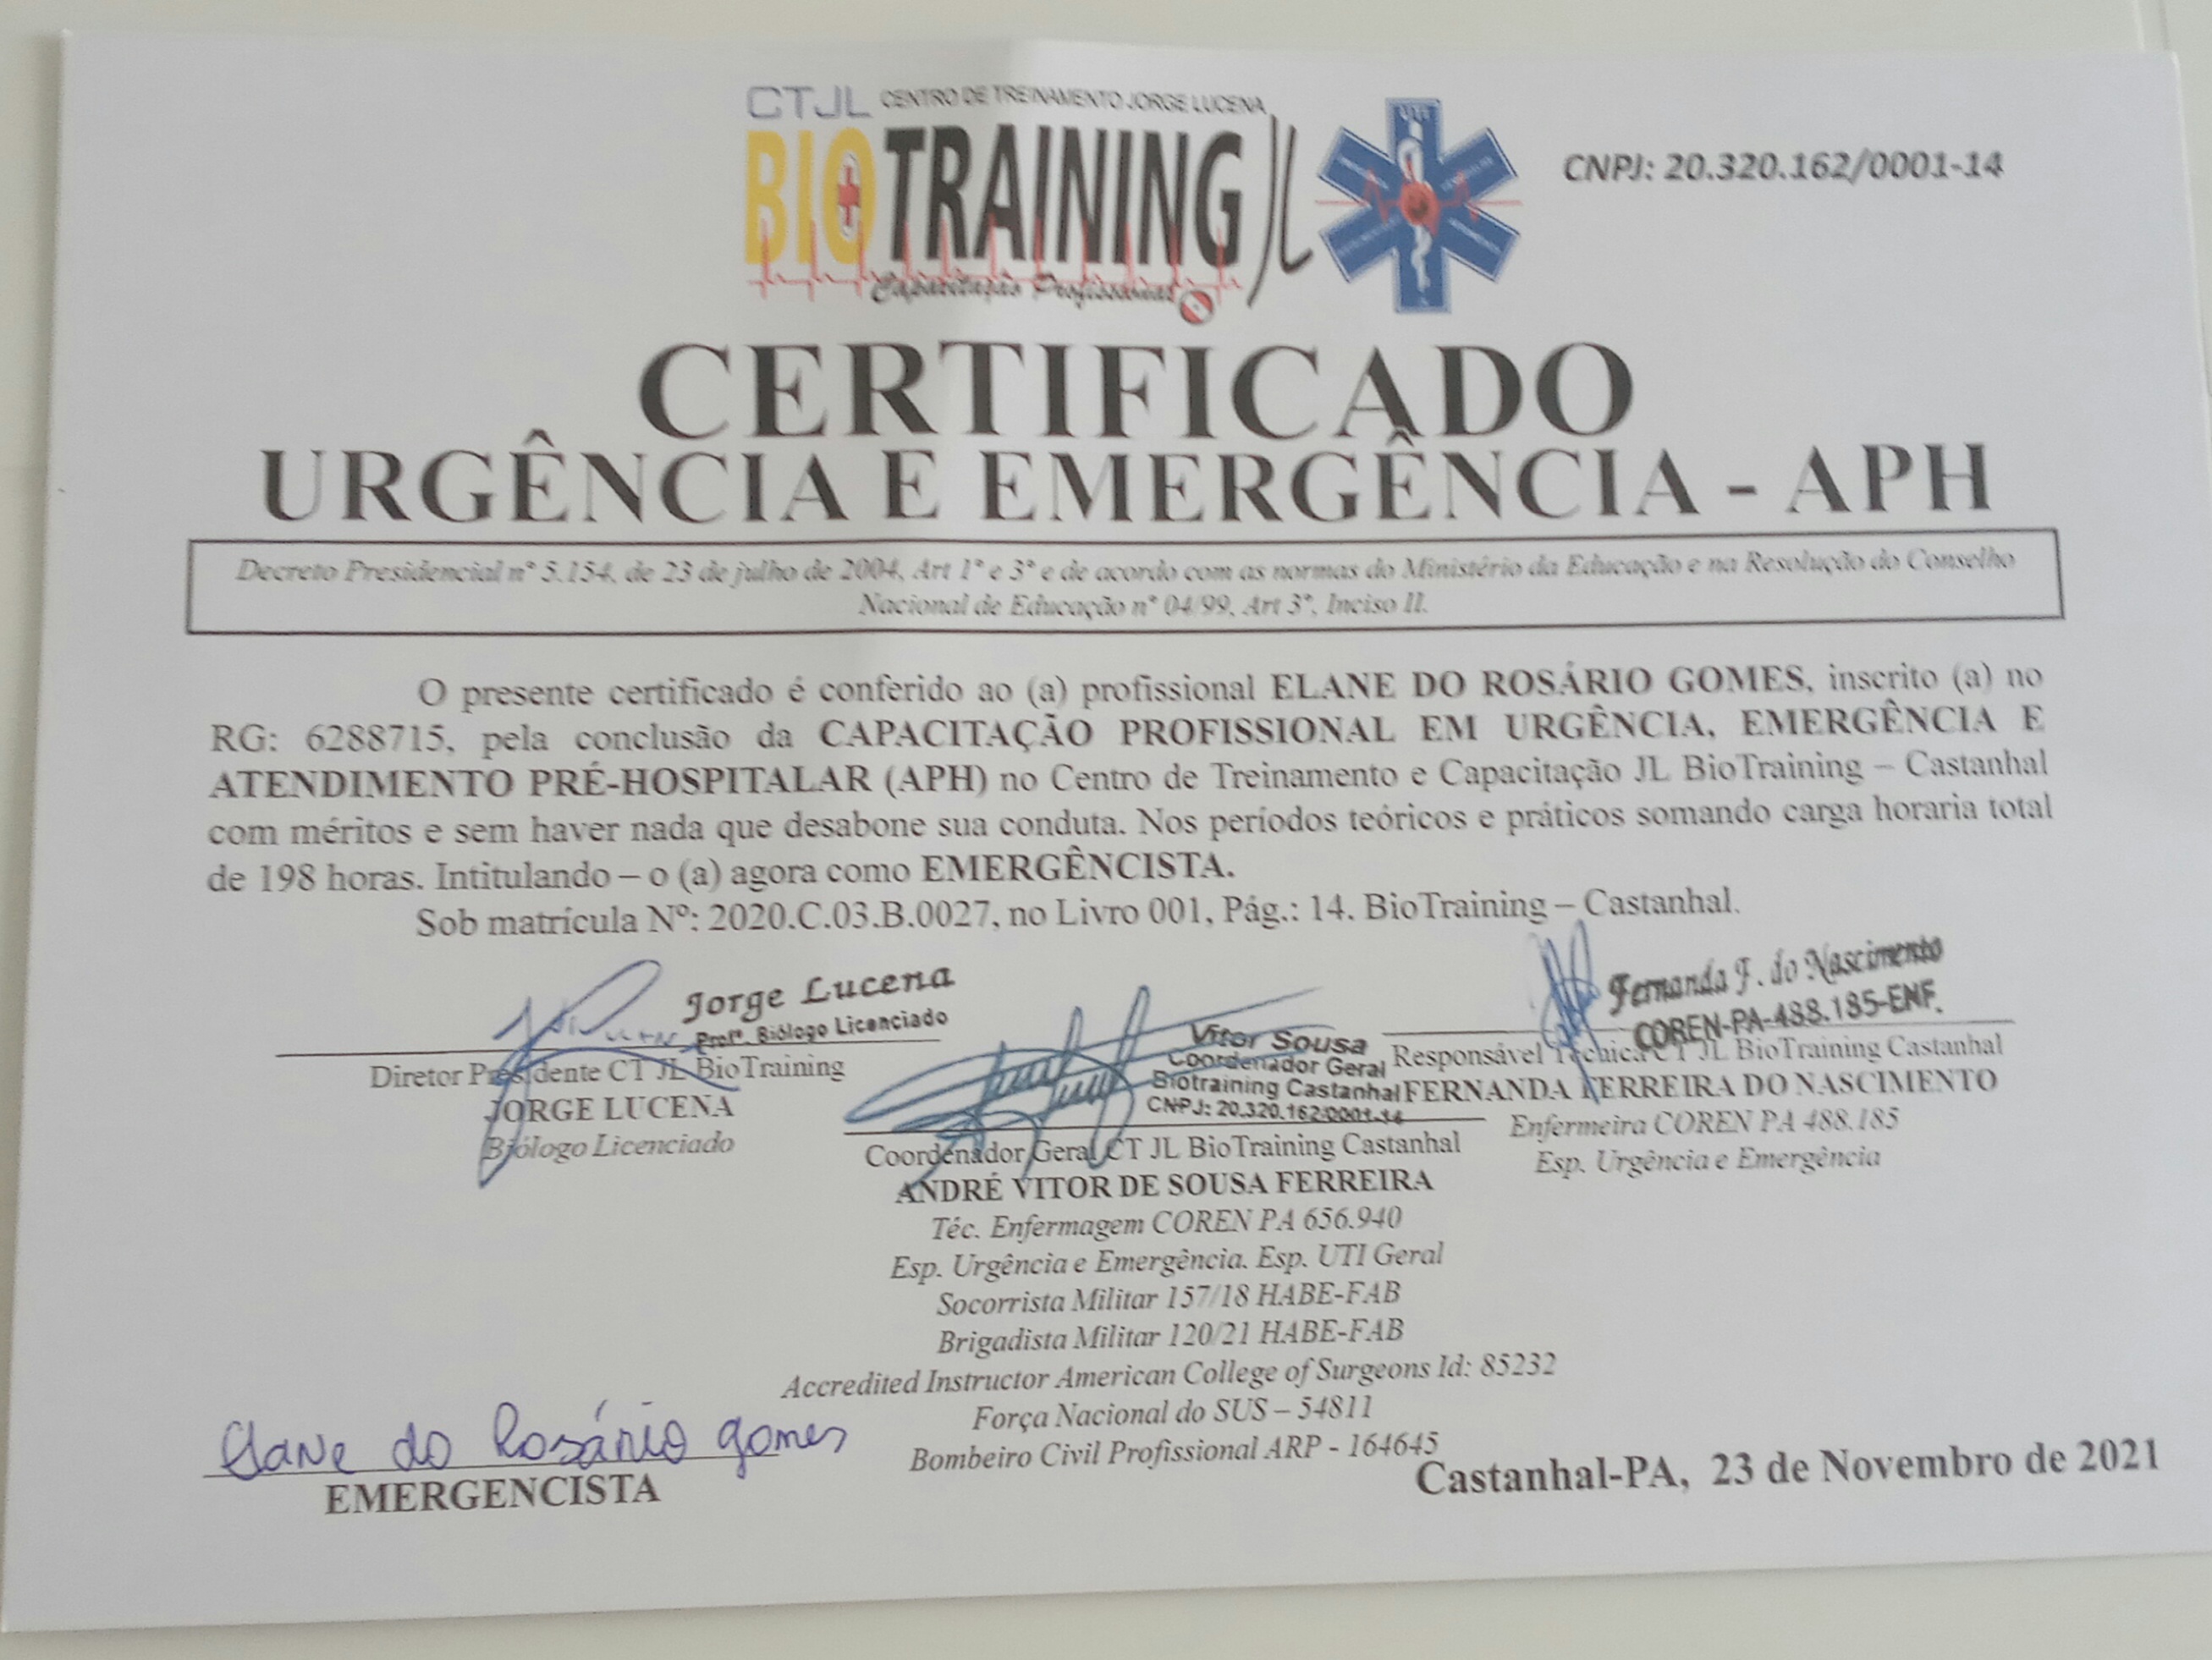 CTJL CENTRO DE TREINAMENTO JORGE LUCENA
BIOTRAINING JL
Capacitação Profissional
CNPJ: 20.320.162/0001-14
CERTIFICADO
URGÊNCIA E EMERGÊNCIA - APH
Decreto Presidencial nº 5.154, de 23 de julho de 2004, Art 1º e 3º e de acordo com as normas do Ministério da Educação e na Resolução do Conselho
Nacional de Educação nº 04/99, Art 3º, Inciso II.
O presente certificado é conferido ao (a) profissional ELANE DO ROSÁRIO GOMES, inscrito (a) no
RG: 6288715, pela conclusão da CAPACITAÇÃO PROFISSIONAL EM URGÊNCIA, EMERGÊNCIA E
ATENDIMENTO PRÉ-HOSPITALAR (APH) no Centro de Treinamento e Capacitação JL BioTraining – Castanhal
com méritos e sem haver nada que desabone sua conduta. Nos períodos teóricos e práticos somando carga horaria total
de 198 horas. Intitulando – o (a) agora como EMERGÊNCISTA.
Sob matrícula Nº: 2020.C.03.B.0027, no Livro 001, Pág.: 14. BioTraining – Castanhal.
Jorge Lucena
Profº. Biólogo Licenciado
Diretor Presidente CT JL BioTraining
JORGE LUCENA
Biólogo Licenciado
Vitor Sousa
Coordenador Geral
Biotraining Castanhal
CNPJ: 20.320.162/0001-14
Coordenador Geral CT JL BioTraining Castanhal
ANDRÉ VITOR DE SOUSA FERREIRA
Téc. Enfermagem COREN PA 656.940
Esp. Urgência e Emergência. Esp. UTI Geral
Socorrista Militar 157/18 HABE-FAB
Brigadista Militar 120/21 HABE-FAB
Accredited Instructor American College of Surgeons Id: 85232
Força Nacional do SUS – 54811
Bombeiro Civil Profissional ARP - 164645
Fernanda F. do Nascimento
COREN-PA-488.185-ENF.
Responsável Técnica CT JL BioTraining Castanhal
FERNANDA FERREIRA DO NASCIMENTO
Enfermeira COREN PA 488.185
Esp. Urgência e Emergência
Elane do Rosário Gomes
EMERGENCISTA
Castanhal-PA, 23 de Novembro de 2021